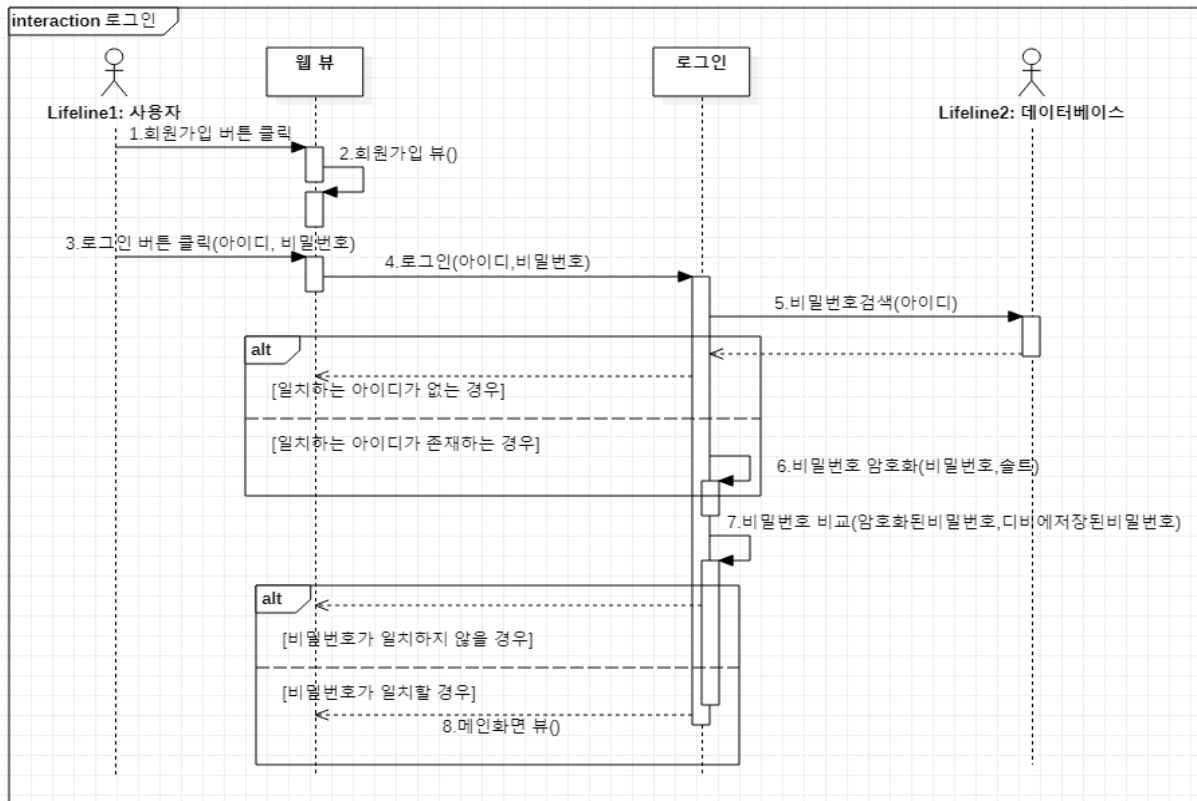 interaction 로그인
웹 뷰
로그인
Lifeline1: 사용자
Lifeline2: 데이터베이스
1.회원가입 버튼 클릭
2.회원가입 뷰()
3.로그인 버튼 클릭(아이디, 비밀번호)
4.로그인(아이디,비밀번호)
5.비밀번호검색(아이디)
alt
[일치하는 아이디가 없는 경우]
[일치하는 아이디가 존재하는 경우]
6.비밀번호 암호화(비밀번호,솔트)
7.비밀번호 비교(암호화된비밀번호,디비에저장된비밀번호)
alt
[비밀번호가 일치하지 않을 경우]
[비밀번호가 일치할 경우]
8.메인화면 뷰()